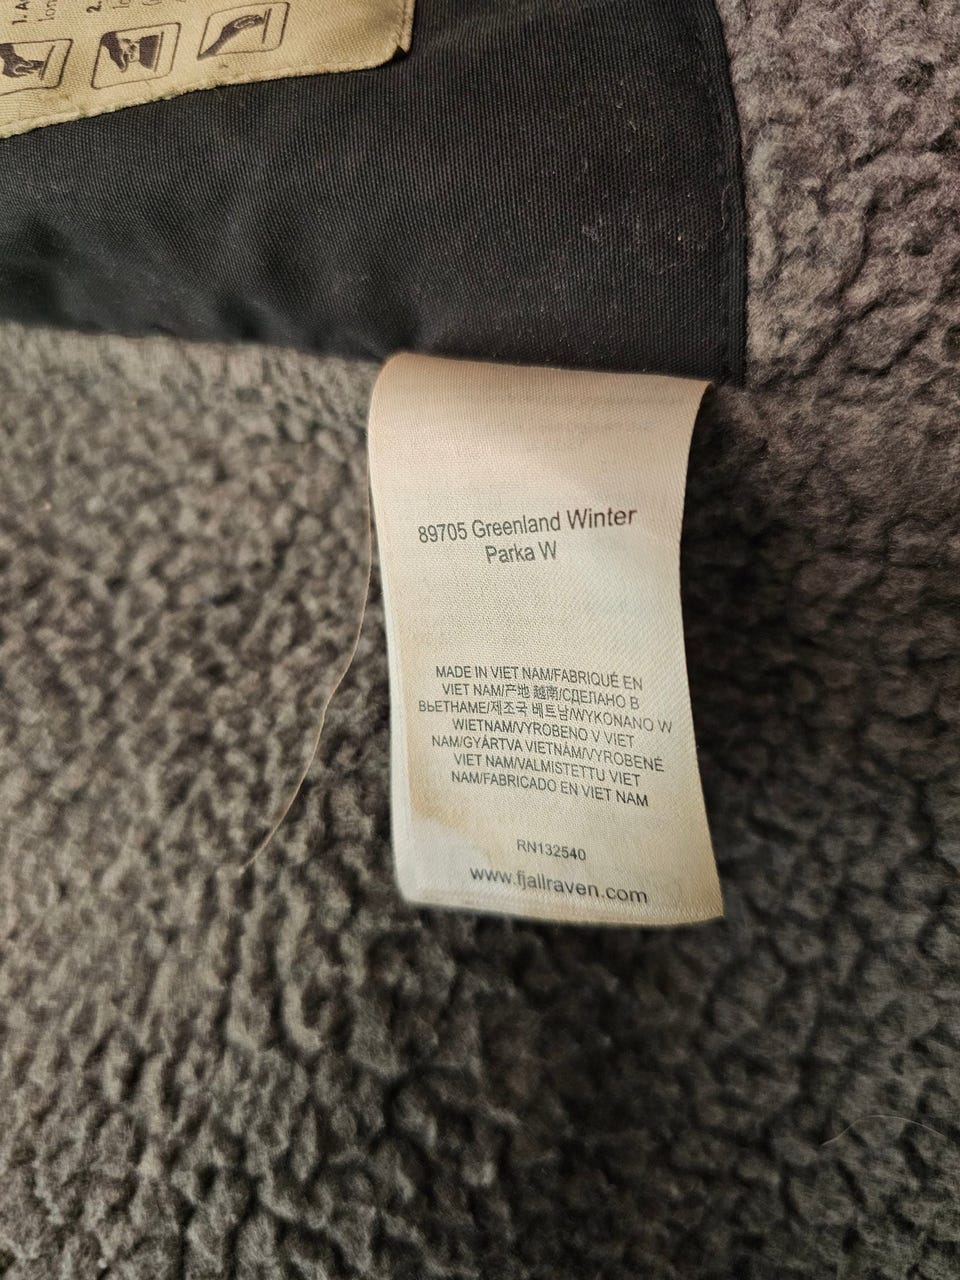 1. A
2.
89705 Greenland Winter
Parka W
MADE IN VIET NAM/FABRIQUÉ EN
VIET NAM/产地 越南/СДЕЛАНО В
ВЬЕТНАМЕ/제조국 베트남/WYKONANO W
WIETNAM/VYROBENO V VIET
NAM/GYÁRTVA VIETNÁM/VYROBENÉ
VIET NAM/VALMISTETTU VIET
NAM/FABRICADO EN VIET NAM
RN132540
www.fjallraven.com